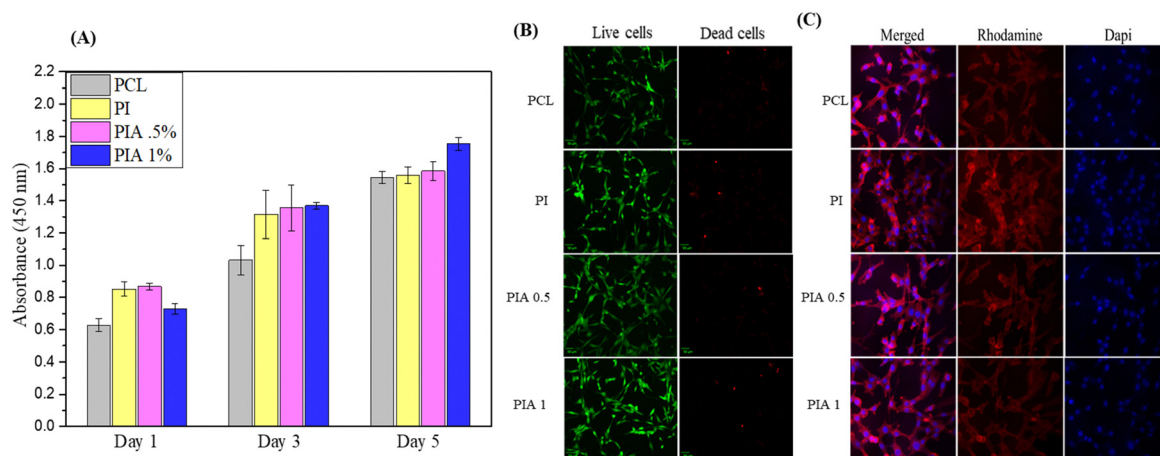 (A)
2.2
2.0
1.8
1.6
1.4
1.2
1.0
0.8
0.6
0.4
0.2
0.0
Absorbance (450 nm)
PCL
PI
PIA .5%
PIA 1%
Day 1
Day 3
Day 5
(B)
Live cells
Dead cells
PCL
PI
PIA 0.5
PIA 1
(C)
Merged
Rhodamine
Dapi
PCL
PI
PIA 0.5
PIA 1